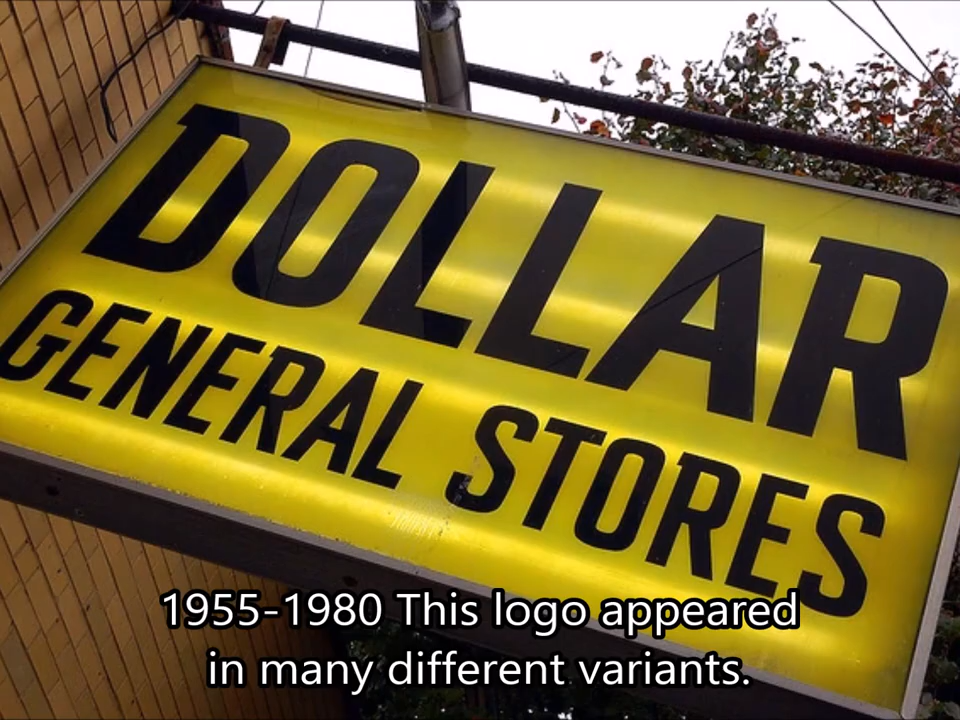 DOLLAR
GENERAL STORES
1955-1980 This logo appeared
in many different variants.